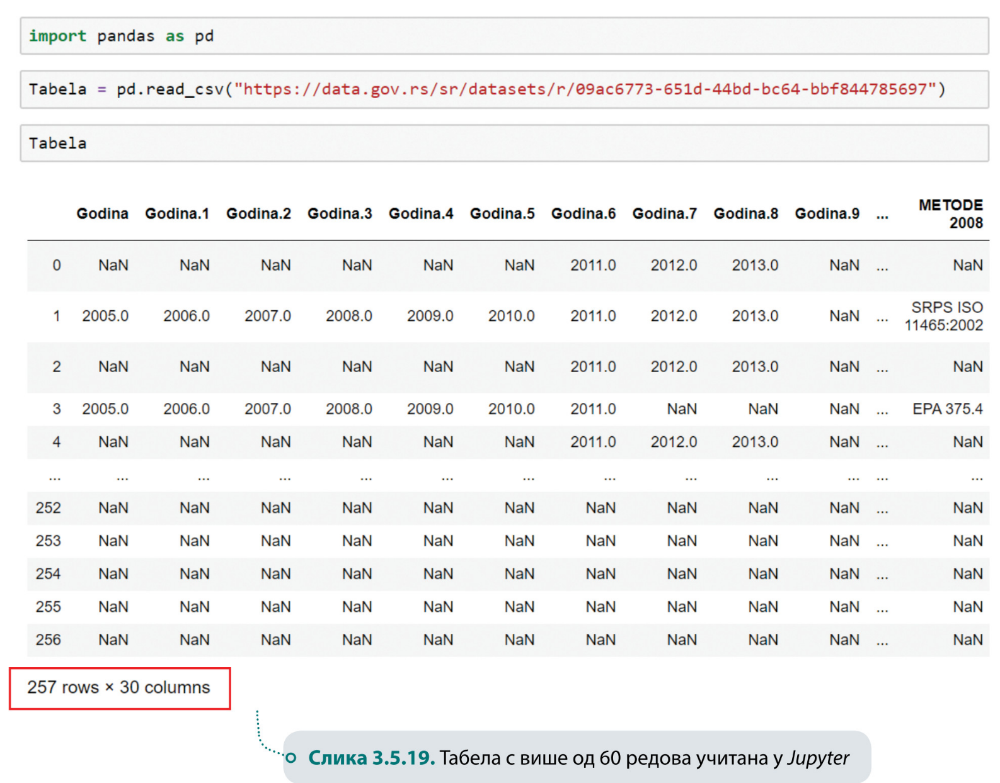 import pandas as pd
Tabela = pd.read_csv("https://data.gov.rs/sr/datasets/r/09ac6773-651d-44bd-bc64-bbf844785697")
Tabela
Godina Godina.1 Godina.2 Godina.3 Godina.4 Godina.5 Godina.6 Godina.7 Godina.8 Godina.9 ... METODE 2008
0 NaN NaN NaN NaN NaN NaN 2011.0 2012.0 2013.0 NaN ... NaN
1 2005.0 2006.0 2007.0 2008.0 2009.0 2010.0 2011.0 2012.0 2013.0 NaN ... SRPS ISO 11465:2002
2 NaN NaN NaN NaN NaN NaN 2011.0 2012.0 2013.0 NaN ... NaN
3 2005.0 2006.0 2007.0 2008.0 2009.0 2010.0 2011.0 NaN NaN NaN ... EPA 375.4
4 NaN NaN NaN NaN NaN NaN 2011.0 2012.0 2013.0 NaN ... NaN
... ... ... ... ... ... ... ... ... ... ... ... ...
252 NaN NaN NaN NaN NaN NaN NaN NaN NaN NaN ... NaN
253 NaN NaN NaN NaN NaN NaN NaN NaN NaN NaN ... NaN
254 NaN NaN NaN NaN NaN NaN NaN NaN NaN NaN ... NaN
255 NaN NaN NaN NaN NaN NaN NaN NaN NaN NaN ... NaN
256 NaN NaN NaN NaN NaN NaN NaN NaN NaN NaN ... NaN
257 rows × 30 columns
Слика 3.5.19. Табела с више од 60 редова учитана у Jupyter